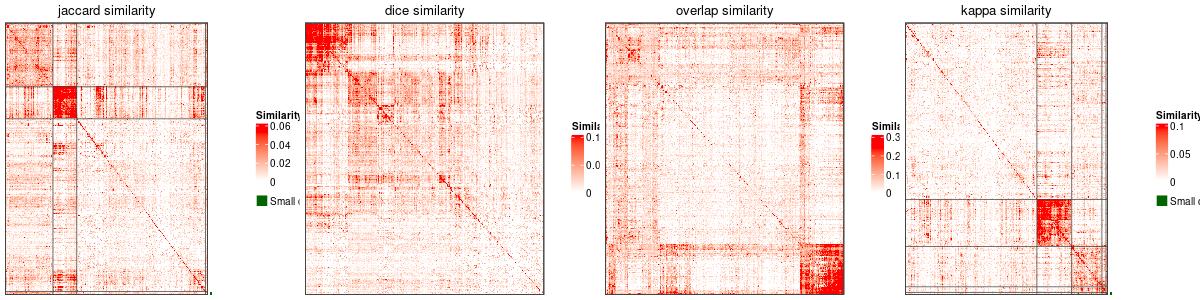 jaccard similarity
dice similarity
overlap similarity
kappa similarity
Similarity
0.06
0.04
0.02
0
Small
Simila
0.1
0.0
0
Simila
0.3
0.2
0.1
0
Similarity
0.1
0.05
0
Small